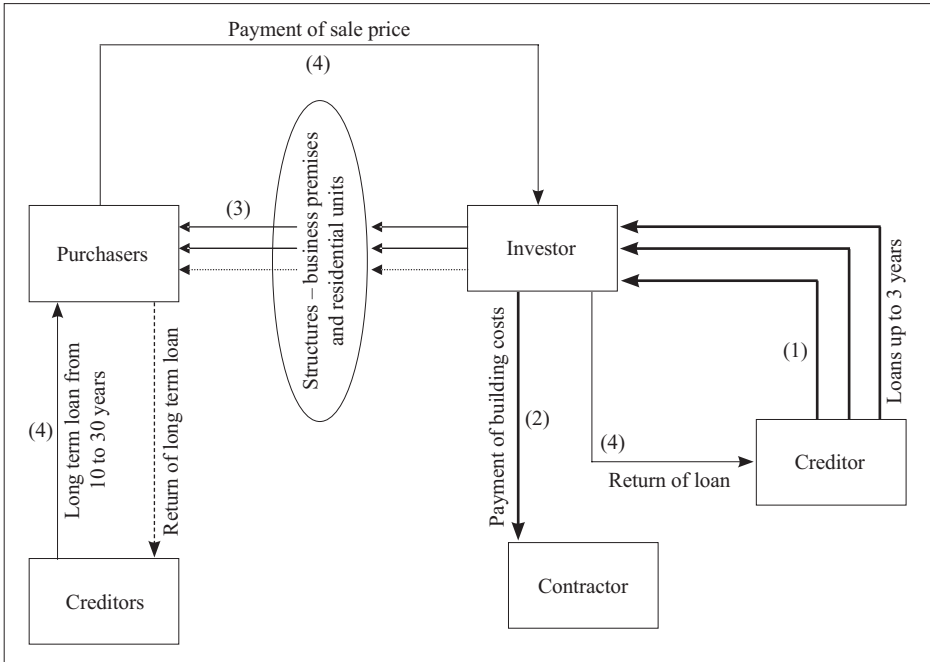 Payment of sale price
(4)
Structures – business premises
and residential units
(3)
Purchasers
Investor
Loans up to 3 years
(1)
Payment of building costs
(2)
(4)
Return of loan
Creditor
(4)
Long term loan from
10 to 30 years
Return of long term loan
Creditors
Contractor